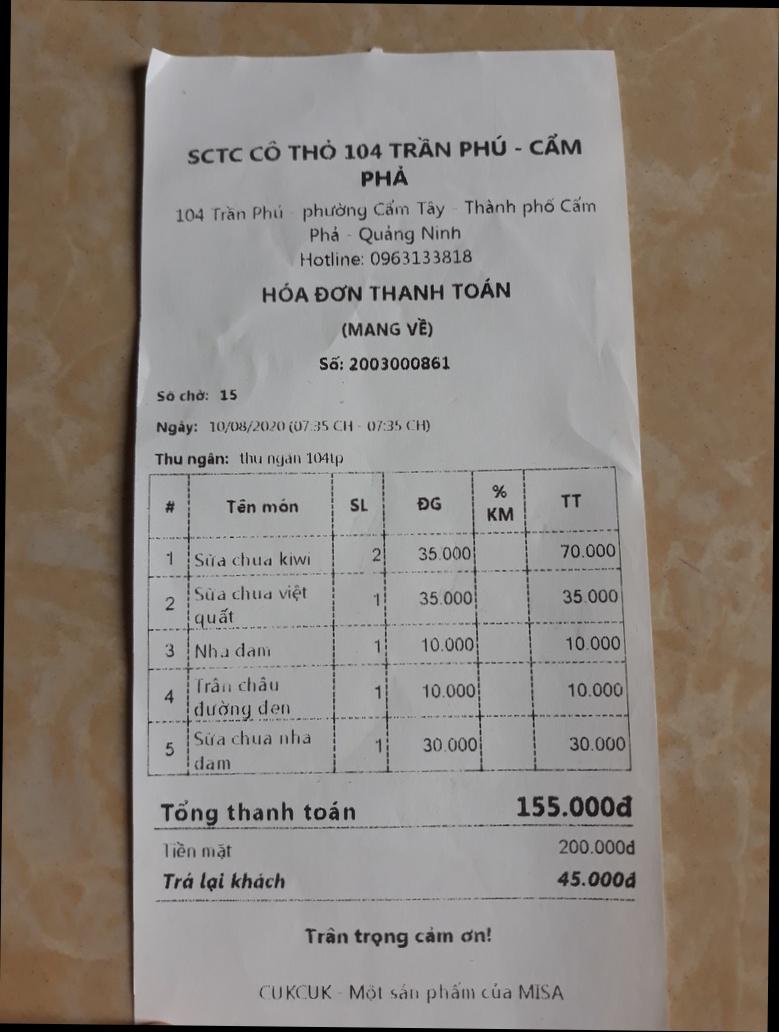 SCTC CÔ THỎ 104 TRẦN PHÚ - CẨM
PHẢ
104 Trần Phú - phường Cẩm Tây - Thành phố Cẩm
Phả - Quảng Ninh
Hotline: 0963133818
HÓA ĐƠN THANH TOÁN
(MANG VỀ)
Số: 2003000861
Số chờ: 15
Ngày: 10/08/2020 (07:35 CH - 07:35 CH)
Thu ngân: thu ngân 104tp
# Tên món SL ĐG % KM TT
1 Sữa chua kiwi 2 35.000 70.000
2 Sữa chua việt quất 1 35.000 35.000
3 Nha đam 1 10.000 10.000
4 Trân châu đường đen 1 10.000 10.000
5 Sữa chua nha đam 1 30.000 30.000
Tổng thanh toán 155.000đ
Tiền mặt 200.000đ
Trả lại khách 45.000đ
Trân trọng cảm ơn!
CUKCUK - Một sản phẩm của MISA